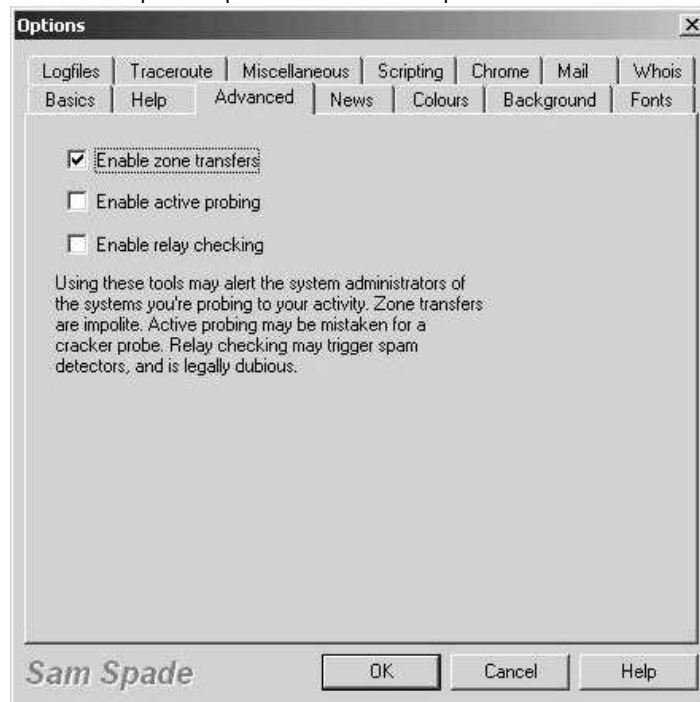 Options
Logfiles Traceroute Miscellaneous Scripting Chrome Mail Whois
Basics Help Advanced News Colours Background Fonts
Enable zone transfers
Enable active probing
Enable relay checking
Using these tools may alert the system administrators of
the systems you're probing to your activity. Zone transfers
are impolite. Active probing may be mistaken for a
cracker probe. Relay checking may trigger spam
detectors, and is legally dubious.
Sam Spade OK Cancel Help